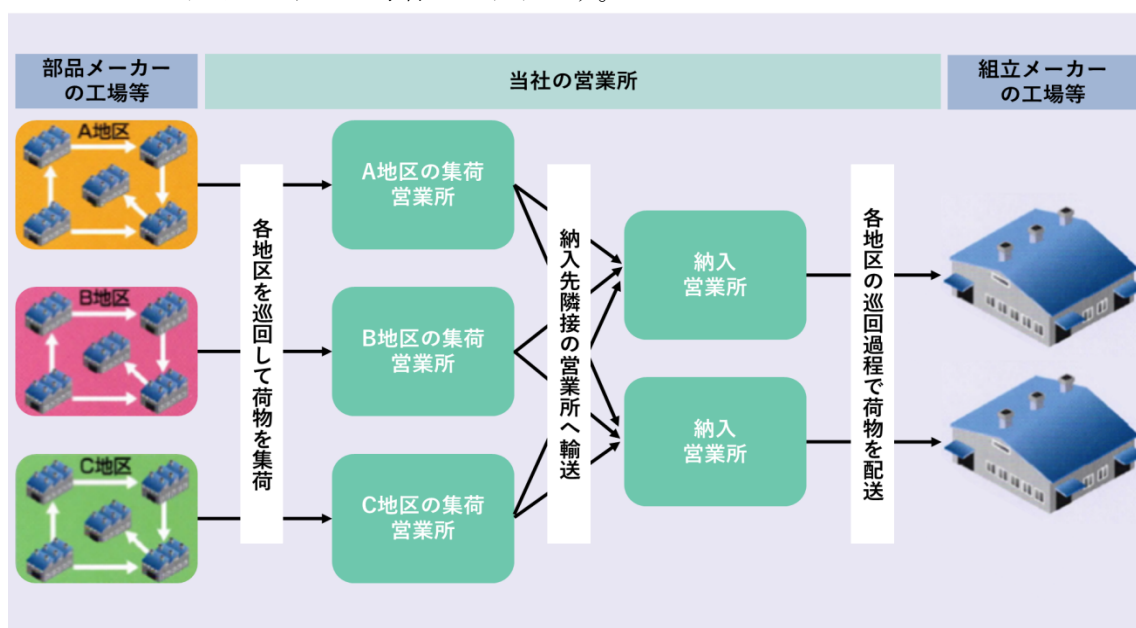 部品メーカー
の工場等
当社の営業所
組立メーカー
の工場等
A地区
B地区
C地区
各地区を巡回して荷物を集荷
A地区の集荷
営業所
B地区の集荷
営業所
C地区の集荷
営業所
納入先隣接の営業所へ輸送
納入
営業所
納入
営業所
各地区の巡回過程で荷物を配送